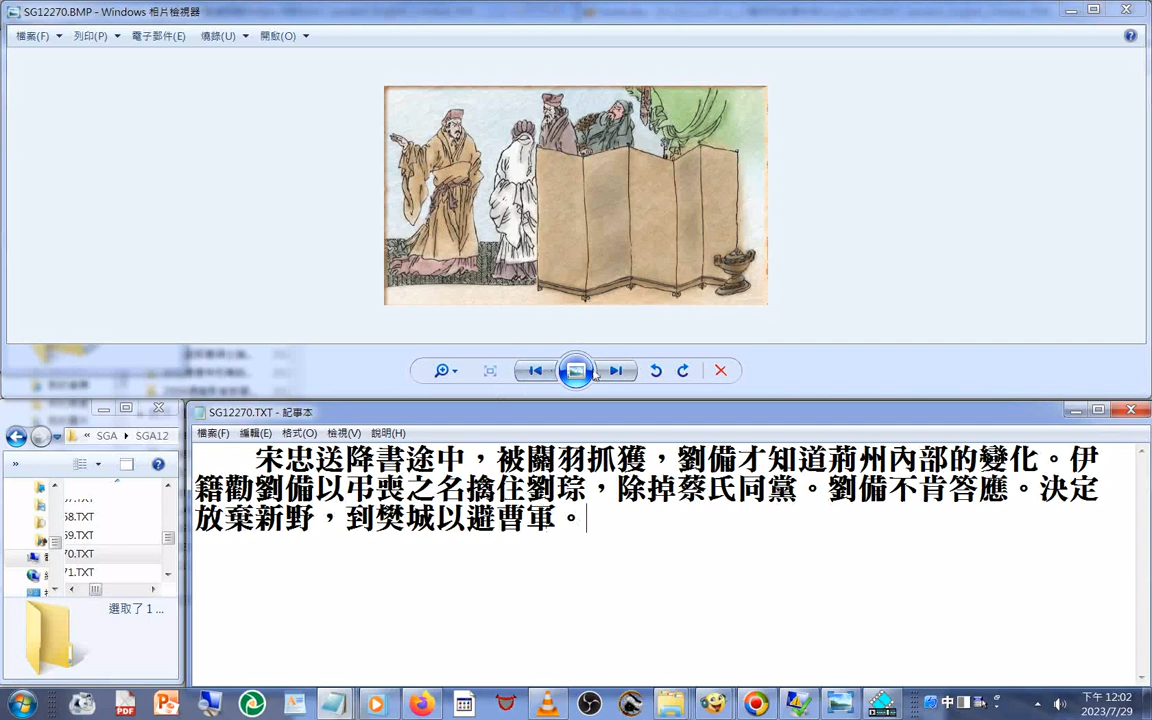 SG12270.BMP - Windows 相片檢視器
檔案(F) 列印(P) 電子郵件(E) 燒錄(U) 開啟(O)
SGA SGA12
68.TXT
69.TXT
70.TXT
71.TXT
選取了 1 ...
SG12270.TXT - 記事本
檔案(F) 編輯(E) 格式(O) 檢視(V) 說明(H)
宋忠送降書途中，被關羽抓獲，劉備才知道荊州內部的變化。伊
籍勸劉備以弔喪之名擒住劉琮，除掉蔡氏同黨。劉備不肯答應。決定
放棄新野，到樊城以避曹軍。
中
下午 12:02
2023/7/29